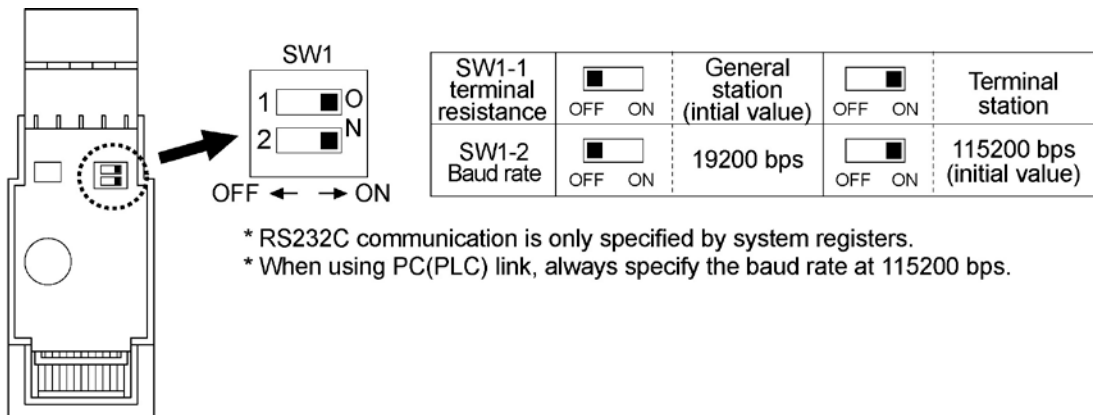 SW1
1
O
N
2
OFF ← → ON
SW1-1
terminal
resistance
OFF ON
General
station
(intial value)
OFF ON
Terminal
station
SW1-2
Baud rate
OFF ON
19200 bps
OFF ON
115200 bps
(initial value)
* RS232C communication is only specified by system registers.
* When using PC(PLC) link, always specify the baud rate at 115200 bps.